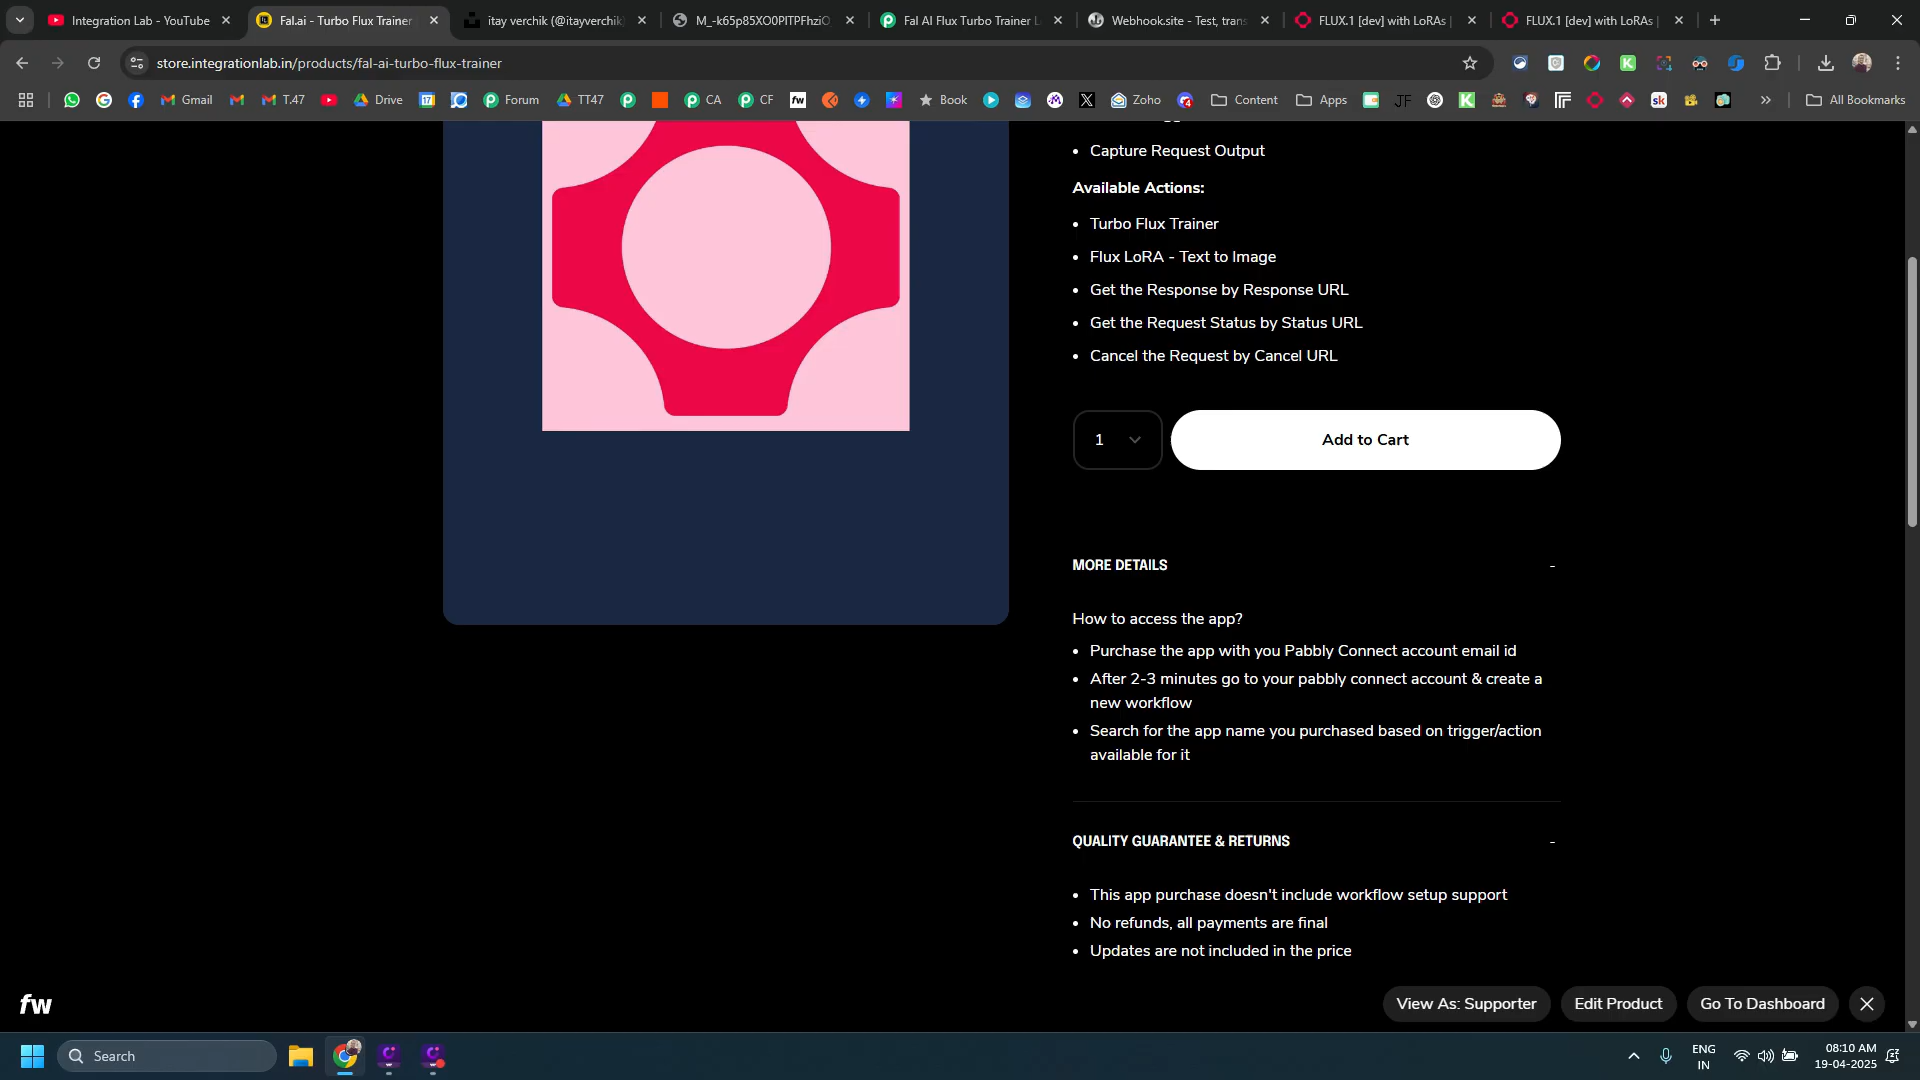 Integration Lab - YouTube
Fal.ai - Turbo Flux Trainer
itay verchik (@itayverchik)
M_-k65p85XO0PlTPFhziO
Fal AI Flux Turbo Trainer L
Webhook.site - Test, trans
FLUX.1 [dev] with LoRAs |
FLUX.1 [dev] with LoRAs |
store.integrationlab.in/products/fal-ai-turbo-flux-trainer
Gmail
T.47
Drive
Forum
TT47
CA
CF
fw
Book
X
Zoho
Content
Apps
JF
K
sk
All Bookmarks
• Capture Request Output
Available Actions:
• Turbo Flux Trainer
• Flux LoRA - Text to Image
• Get the Response by Response URL
• Get the Request Status by Status URL
• Cancel the Request by Cancel URL
1
Add to Cart
MORE DETAILS
-
How to access the app?
• Purchase the app with you Pabbly Connect account email id
• After 2-3 minutes go to your pabbly connect account & create a
new workflow
• Search for the app name you purchased based on trigger/action
available for it
QUALITY GUARANTEE & RETURNS
-
• This app purchase doesn't include workflow setup support
• No refunds, all payments are final
• Updates are not included in the price
fw
View As: Supporter
Edit Product
Go To Dashboard
Search
ENG
IN
08:10 AM
19-04-2025